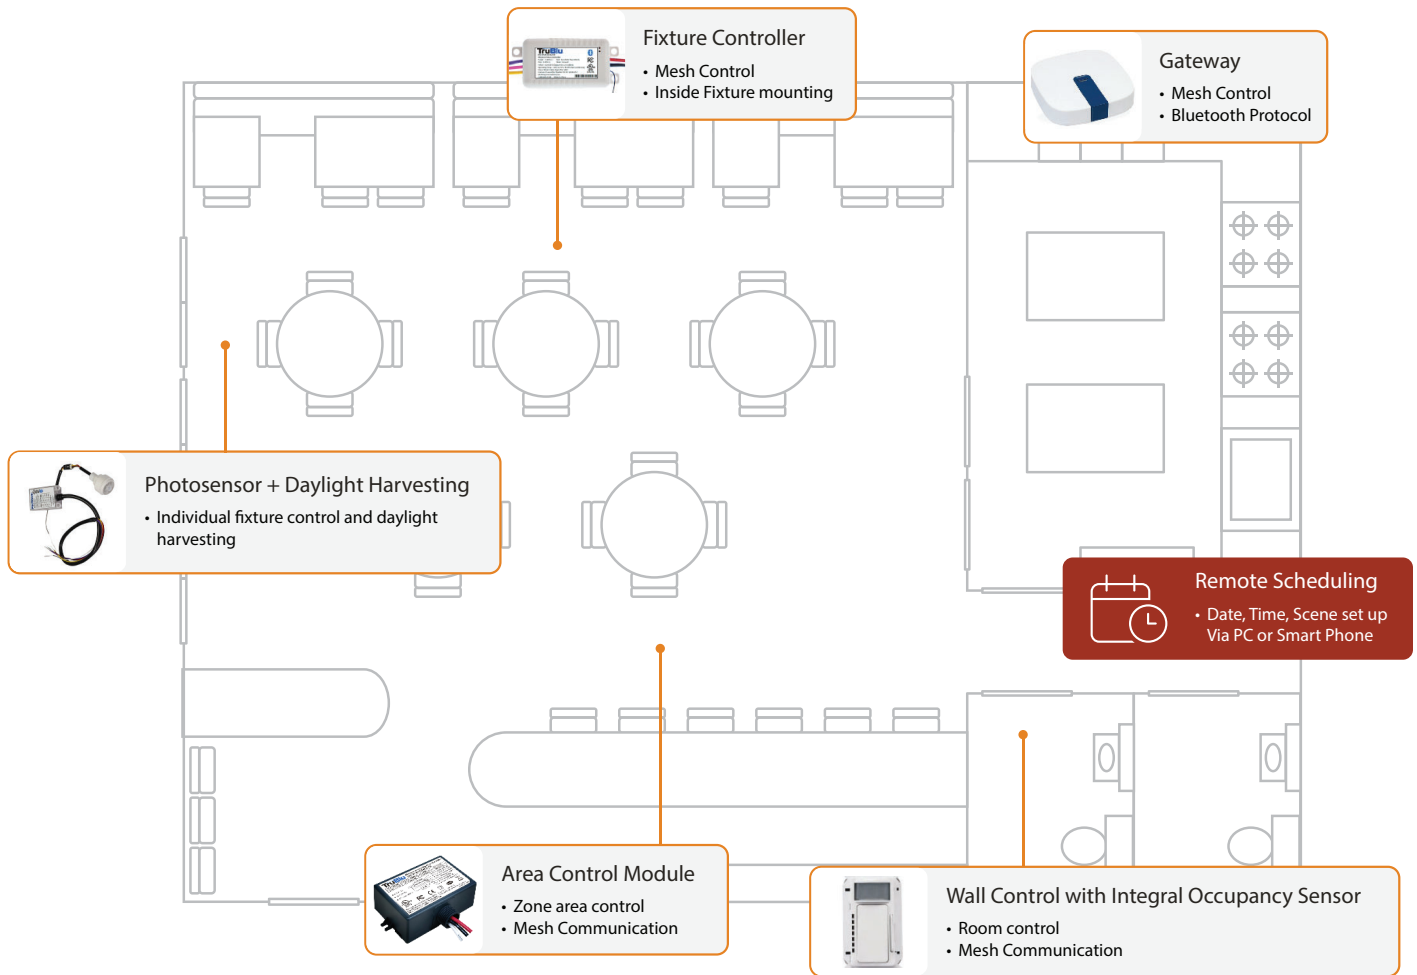 TruBlu
Fixture Controller
• Mesh Control
• Inside Fixture mounting
Gateway
• Mesh Control
• Bluetooth Protocol
Photosensor + Daylight Harvesting
• Individual fixture control and daylight
harvesting
Remote Scheduling
• Date, Time, Scene set up
Via PC or Smart Phone
TruBlu
Area Control Module
• Zone area control
• Mesh Communication
Wall Control with Integral Occupancy Sensor
• Room control
• Mesh Communication